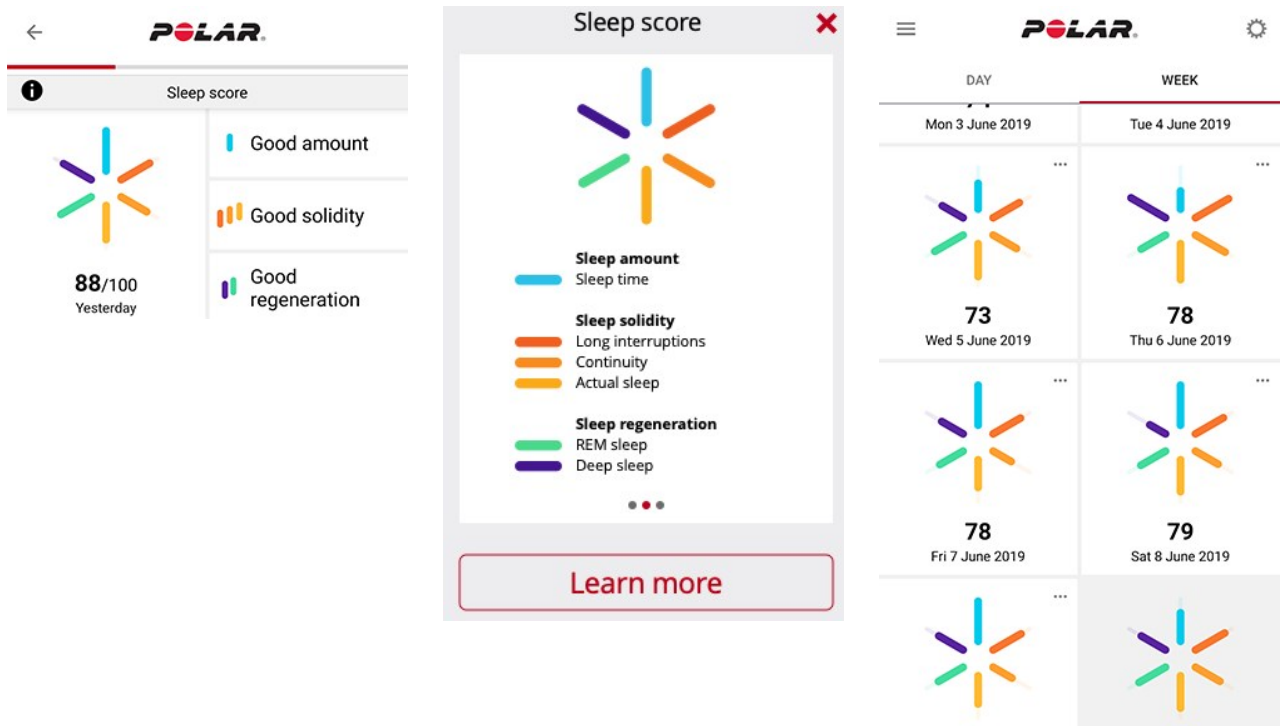 POLAR.
Sleep score
Good amount
Good solidity
Good
regeneration
88/100
Yesterday
Sleep score
Sleep amount
Sleep time
Sleep solidity
Long interruptions
Continuity
Actual sleep
Sleep regeneration
REM sleep
Deep sleep
Learn more
POLAR.
DAY
WEEK
Mon 3 June 2019
Tue 4 June 2019
73
Wed 5 June 2019
78
Thu 6 June 2019
78
Fri 7 June 2019
79
Sat 8 June 2019